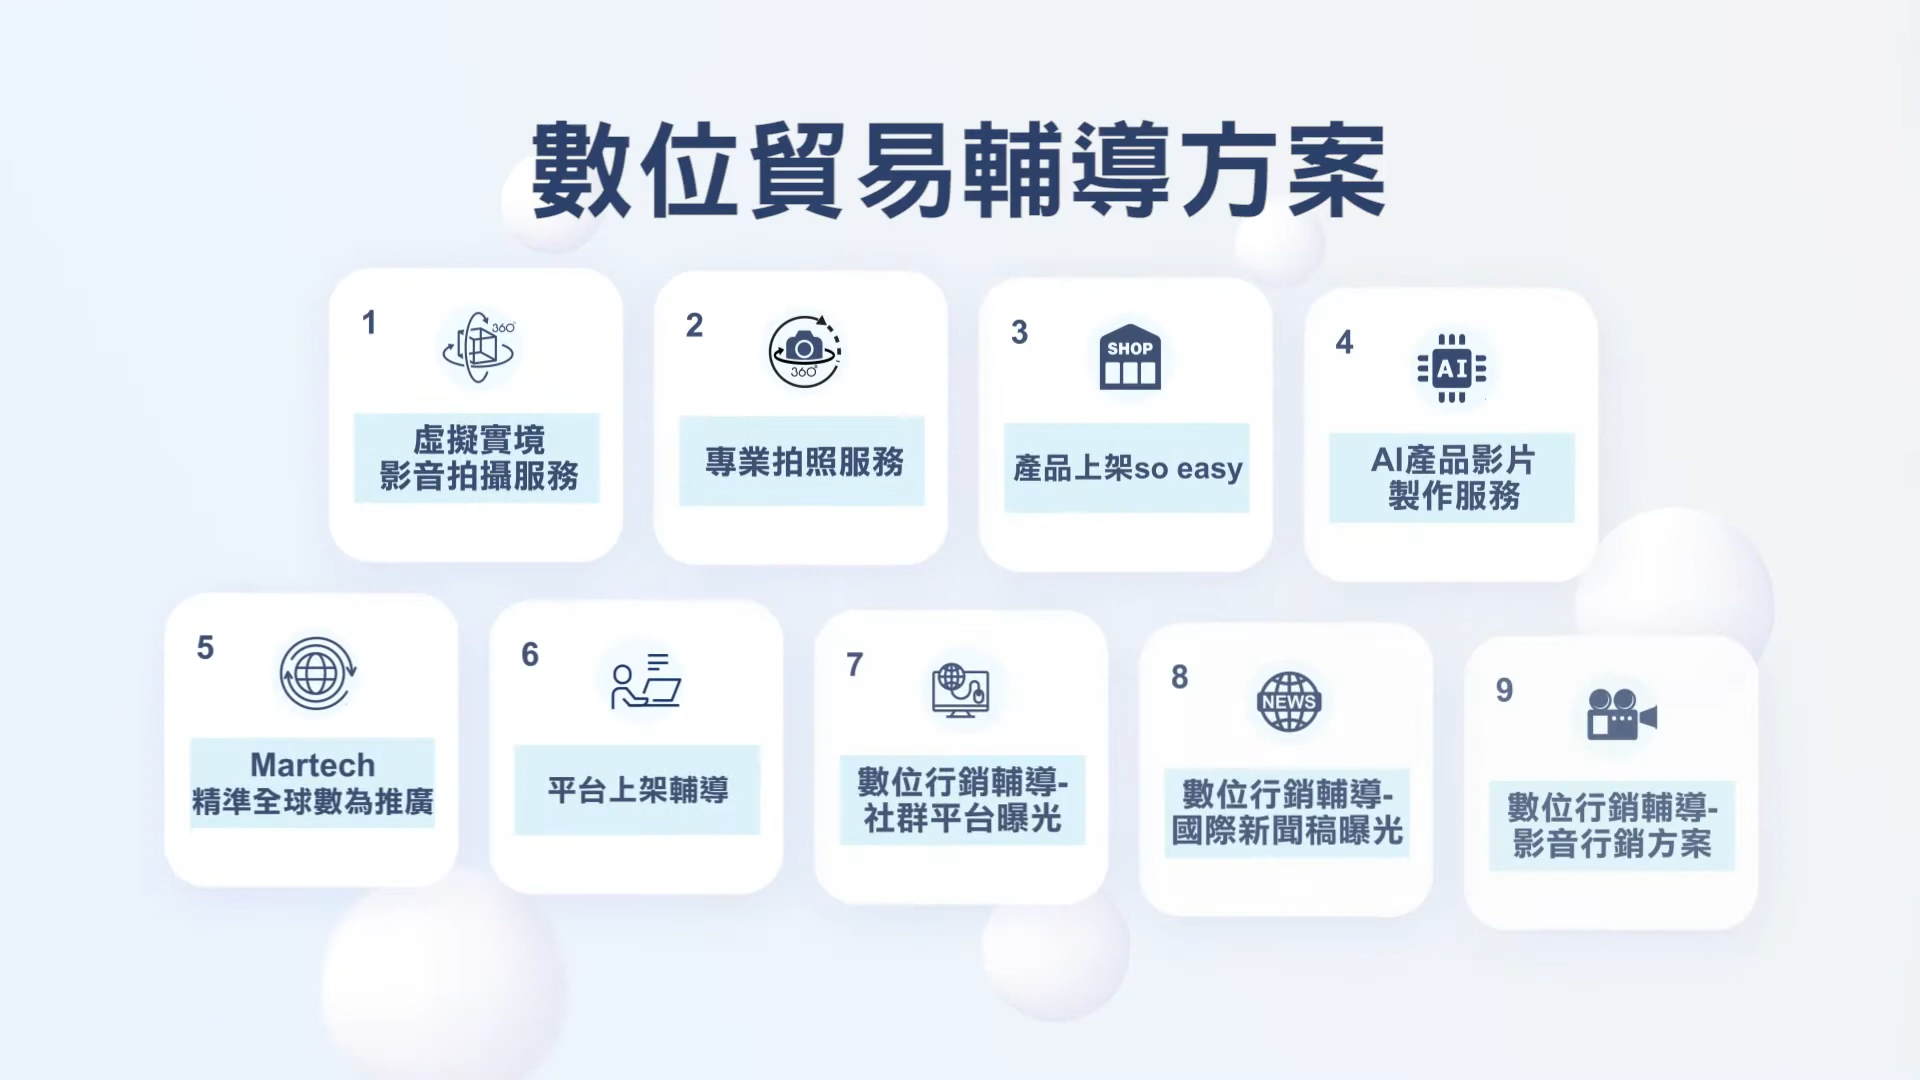 數位貿易輔導方案
1
360°
虛擬實境
影音拍攝服務
2
360°
專業拍照服務
3
SHOP
產品上架so easy
4
AI
AI產品影片
製作服務
5
Martech
精準全球數為推廣
6
平台上架輔導
7
數位行銷輔導-
社群平台曝光
8
NEWS
數位行銷輔導-
國際新聞稿曝光
9
數位行銷輔導-
影音行銷方案